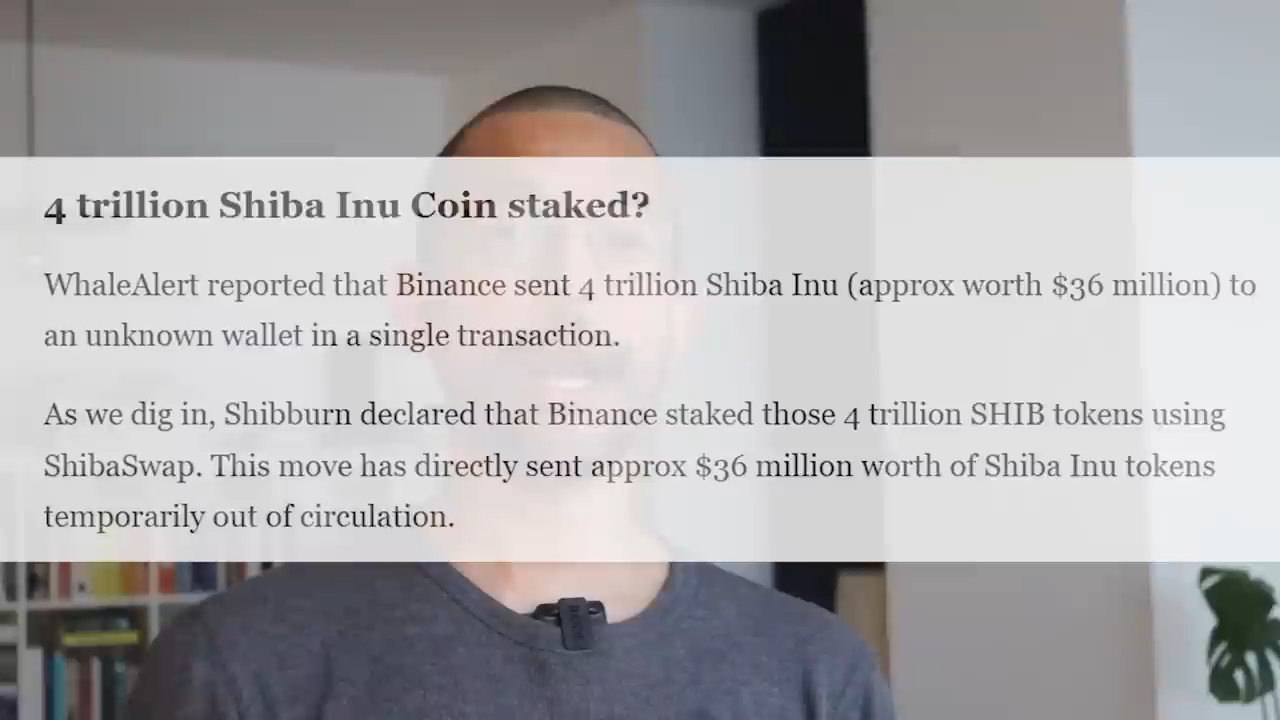 4 trillion Shiba Inu Coin staked?
WhaleAlert reported that Binance sent 4 trillion Shiba Inu (approx worth $36 million) to
an unknown wallet in a single transaction.
As we dig in, Shibburn declared that Binance staked those 4 trillion SHIB tokens using
ShibaSwap. This move has directly sent approx $36 million worth of Shiba Inu tokens
temporarily out of circulation.